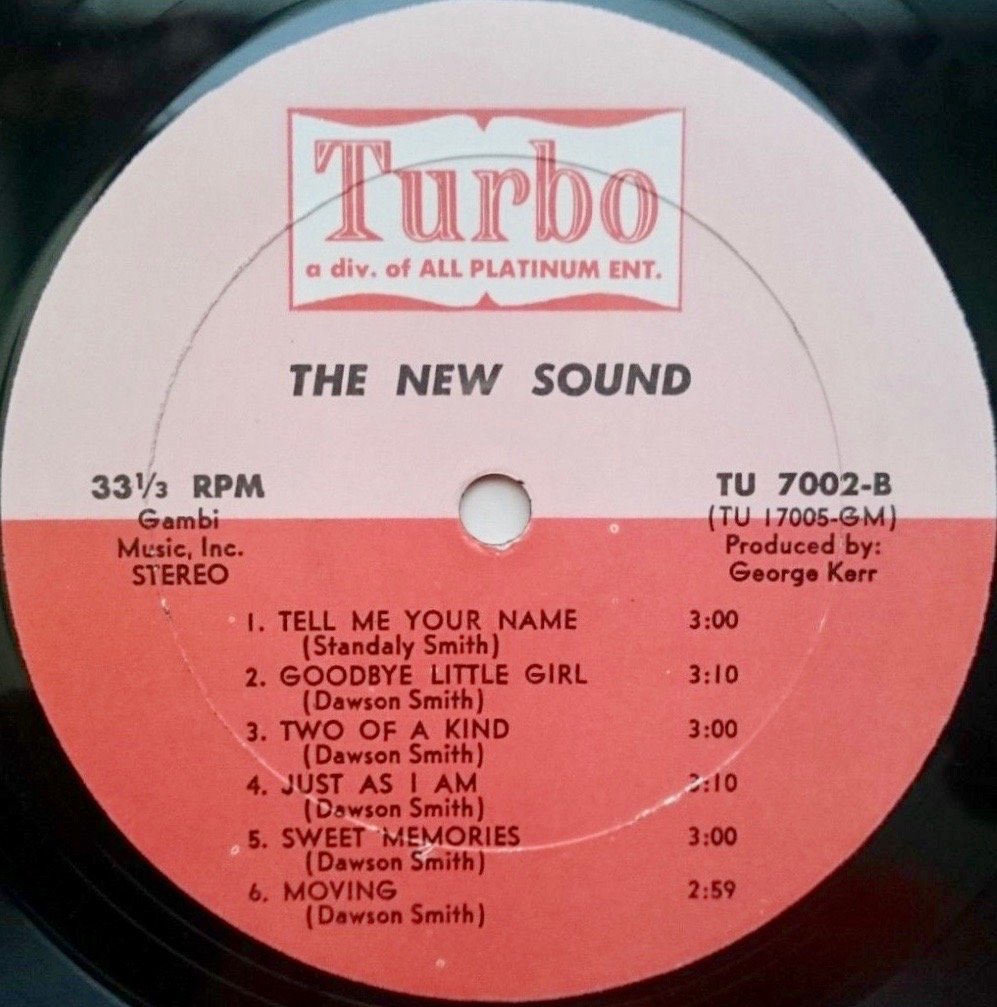 Turbo
a div. of ALL PLATINUM ENT.
THE NEW SOUND
33⅓ RPM
Gambi
Music, Inc.
STEREO
TU 7002-B
(TU 17005-GM)
Produced by:
George Kerr
1. TELL ME YOUR NAME 3:00
(Standaly Smith)
2. GOODBYE LITTLE GIRL 3:10
(Dawson Smith)
3. TWO OF A KIND 3:00
(Dawson Smith)
4. JUST AS I AM 3:10
(Dawson Smith)
5. SWEET MEMORIES 3:00
(Dawson Smith)
6. MOVING 2:59
(Dawson Smith)